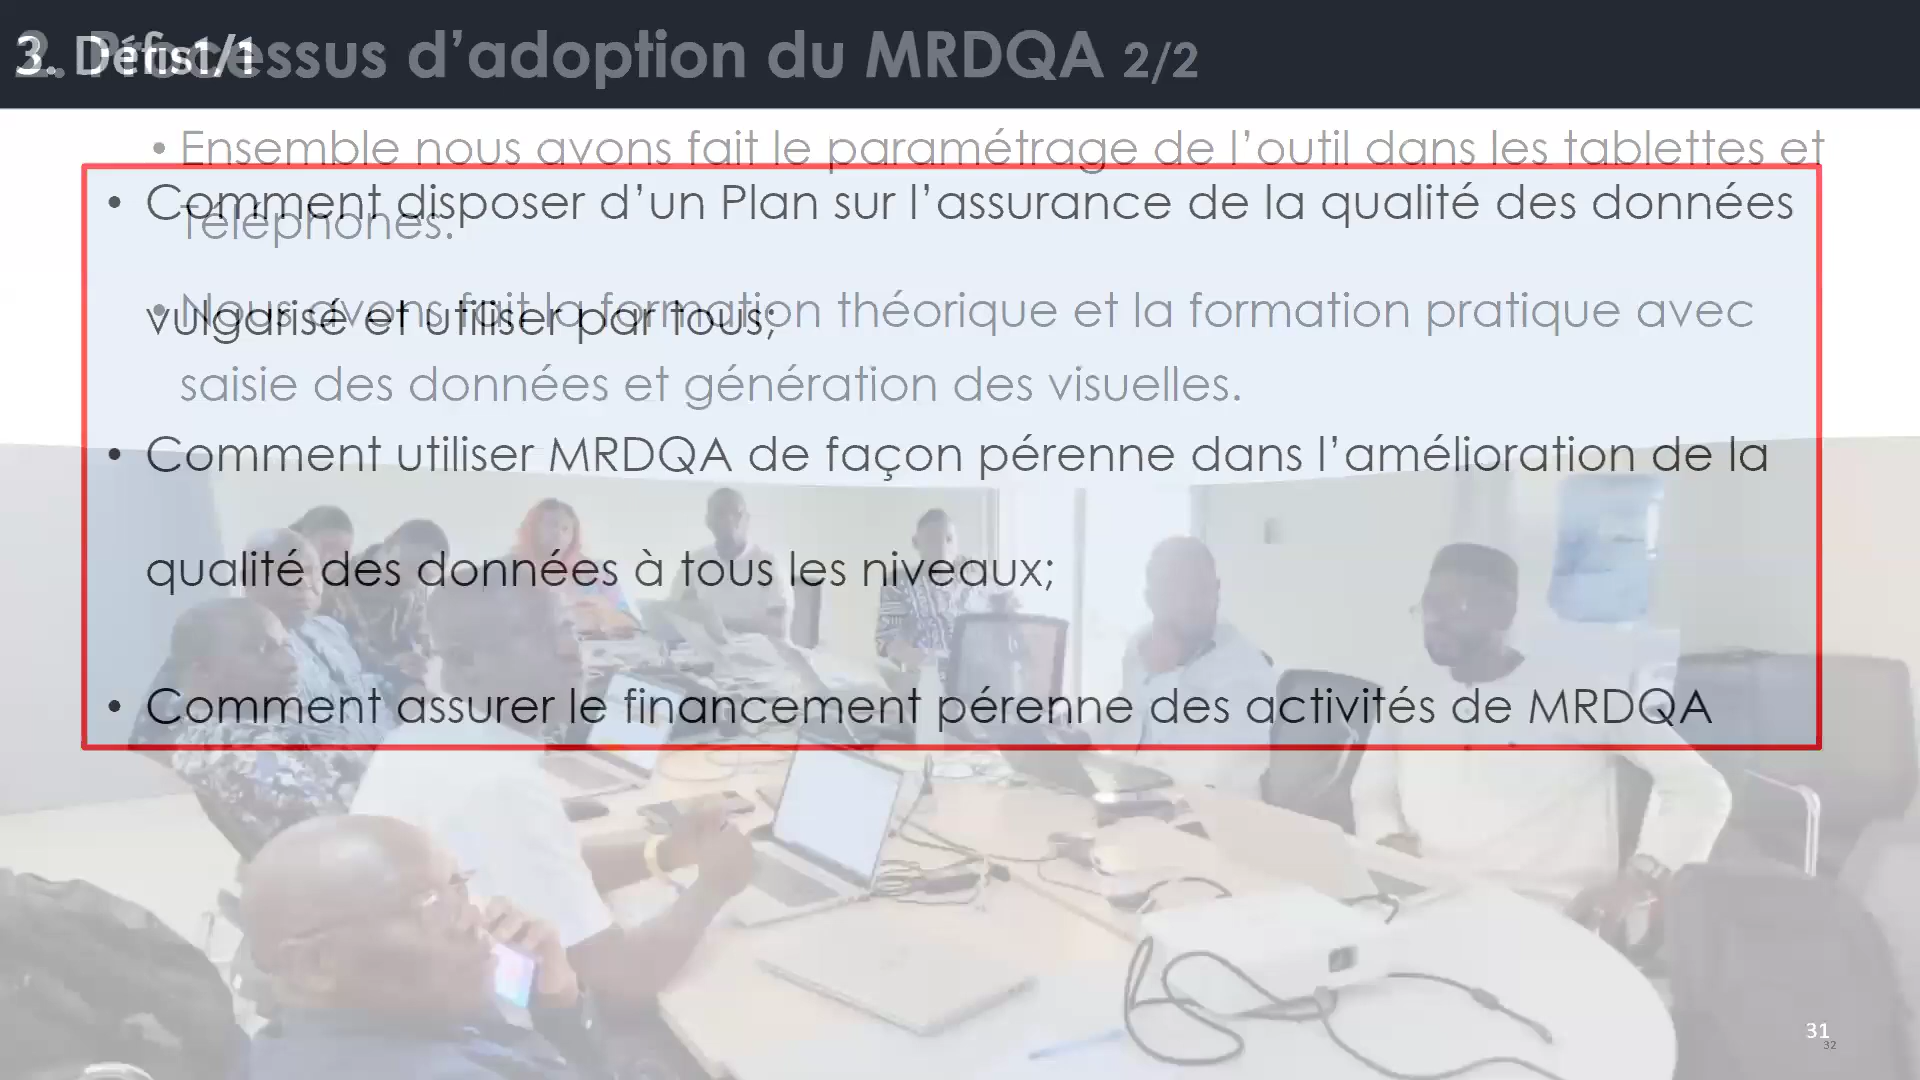 2. Processus d’adoption du MRDQA 2/2
• Ensemble nous avons fait le paramétrage de l’outil dans les tablettes et
Téléphones.
• Nous avons fait la formation théorique et la formation pratique avec
saisie des données et génération des visuelles.
3. Défis1/1
• Comment disposer d’un Plan sur l’assurance de la qualité des données
vulgarisé et utiliser par tous;
• Comment utiliser MRDQA de façon pérenne dans l’amélioration de la
qualité des données à tous les niveaux;
• Comment assurer le financement pérenne des activités de MRDQA
31
32